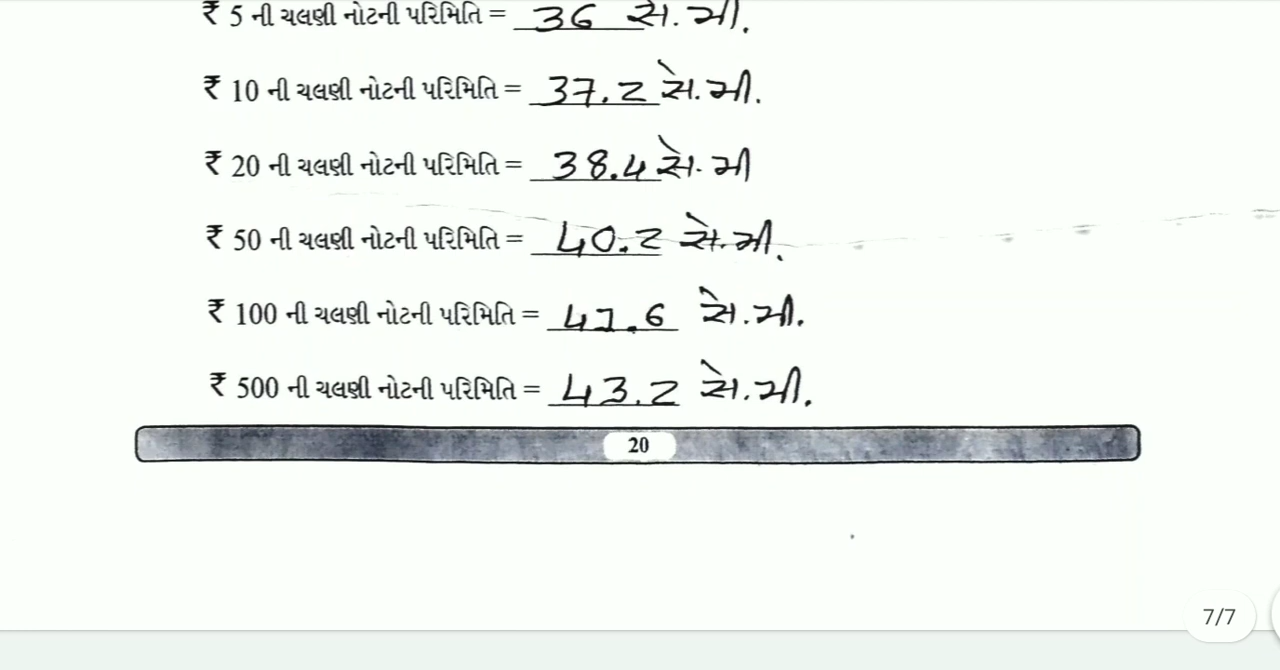 ₹ 5 ની ચલણી નોટની પરિમિતિ = 36 સે.મી.
₹ 10 ની ચલણી નોટની પરિમિતિ = 37.2 સે.મી.
₹ 20 ની ચલણી નોટની પરિમિતિ = 38.4 સે.મી
₹ 50 ની ચલણી નોટની પરિમિતિ = 40.2 સે.મી.
₹ 100 ની ચલણી નોટની પરિમિતિ = 41.6 સે.મી.
₹ 500 ની ચલણી નોટની પરિમિતિ = 43.2 સે.મી.
20
7/7